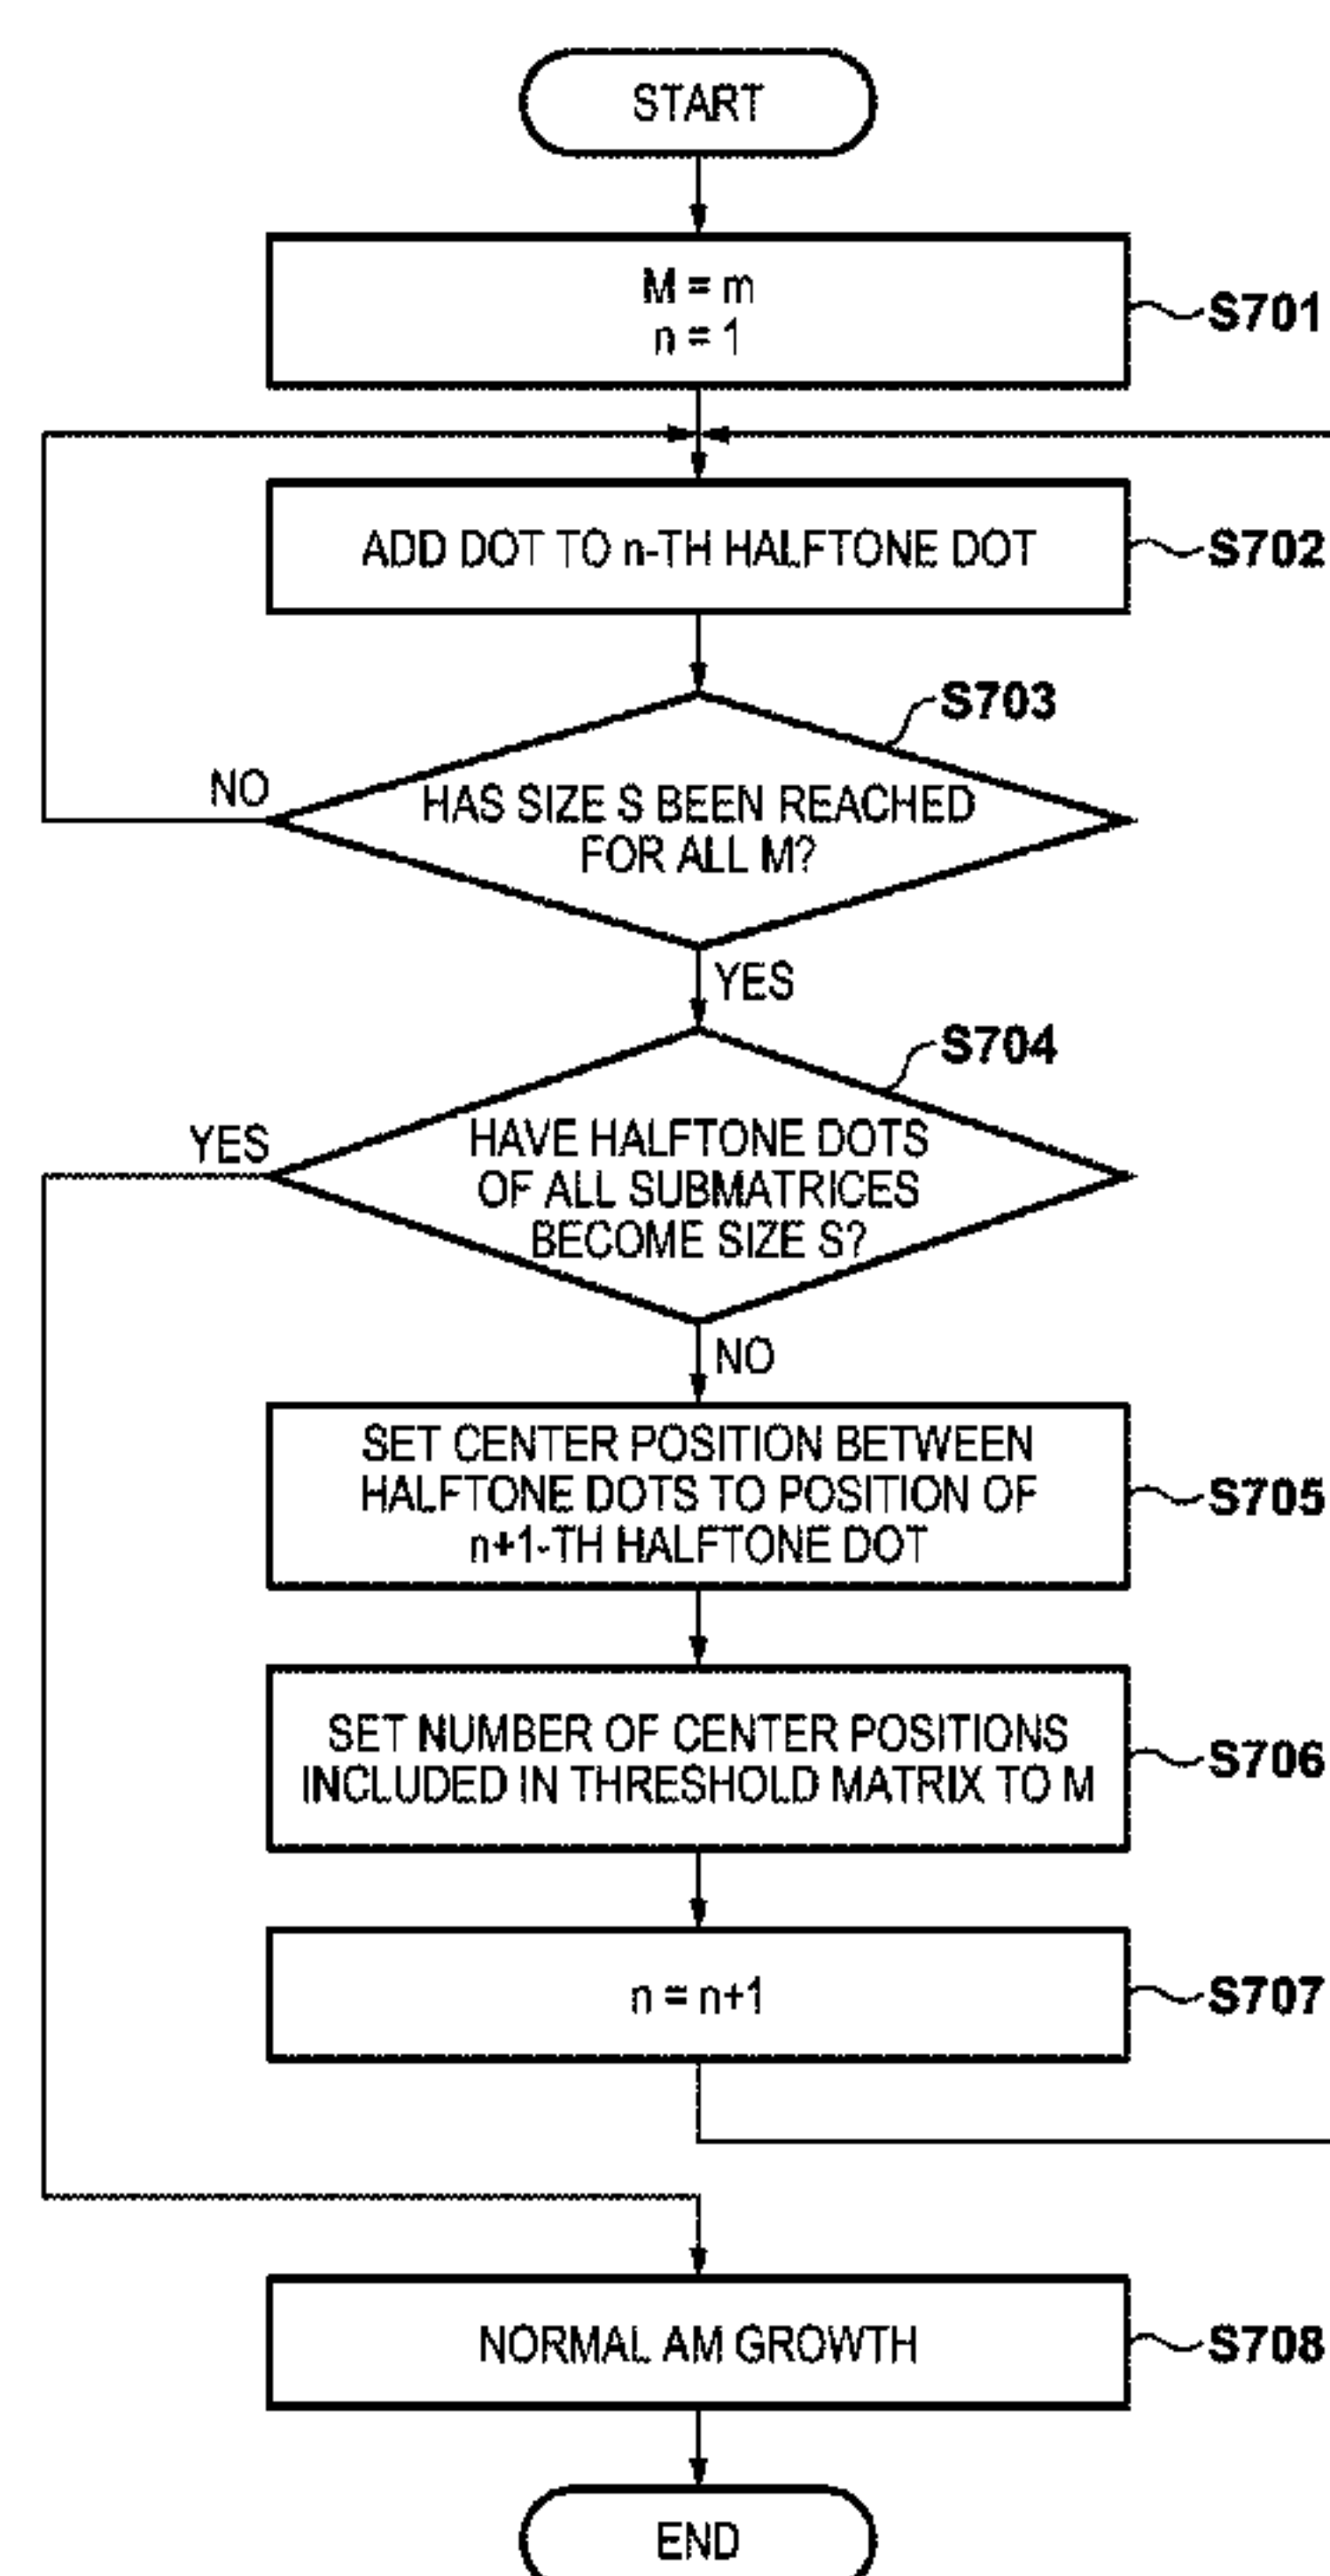 START
M = m
n = 1
S701
ADD DOT TO n-TH HALFTONE DOT
S702
S703
NO
HAS SIZE S BEEN REACHED
FOR ALL M?
YES
S704
YES
HAVE HALFTONE DOTS
OF ALL SUBMATRICES
BECOME SIZE S?
NO
SET CENTER POSITION BETWEEN
HALFTONE DOTS TO POSITION OF
n+1-TH HALFTONE DOT
S705
SET NUMBER OF CENTER POSITIONS
INCLUDED IN THRESHOLD MATRIX TO M
S706
n = n+1
S707
NORMAL AM GROWTH
S708
END